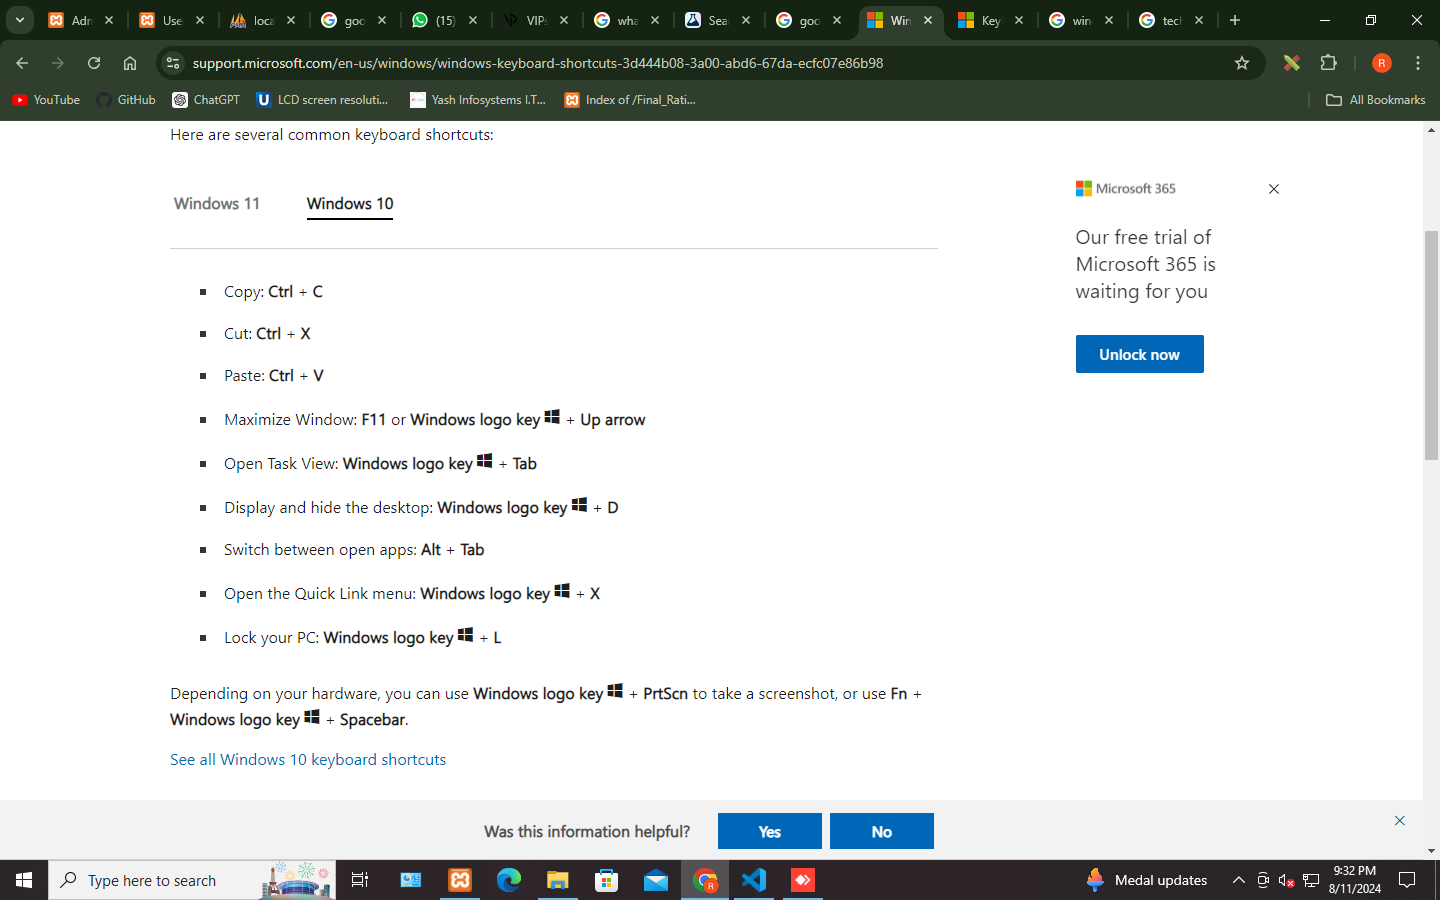 Adm
Use
loca
goo
(15)
VIP
wha
Sea
goo
Win
Key
win
tech
support.microsoft.com/en-us/windows/windows-keyboard-shortcuts-3d444b08-3a00-abd6-67da-ecfc07e86b98
R
YouTube
GitHub
ChatGPT
LCD screen resoluti...
Yash Infosystems I.T...
Index of /Final_Rati...
All Bookmarks
Here are several common keyboard shortcuts:
Windows 11 Windows 10
Copy: Ctrl + C
Cut: Ctrl + X
Paste: Ctrl + V
Maximize Window: F11 or Windows logo key + Up arrow
Open Task View: Windows logo key + Tab
Display and hide the desktop: Windows logo key + D
Switch between open apps: Alt + Tab
Open the Quick Link menu: Windows logo key + X
Lock your PC: Windows logo key + L
Depending on your hardware, you can use Windows logo key + PrtScn to take a screenshot, or use Fn +
Windows logo key + Spacebar.
See all Windows 10 keyboard shortcuts
Microsoft 365
Our free trial of
Microsoft 365 is
waiting for you
Unlock now
Was this information helpful? Yes No
Type here to search
Medal updates
9:32 PM
8/11/2024